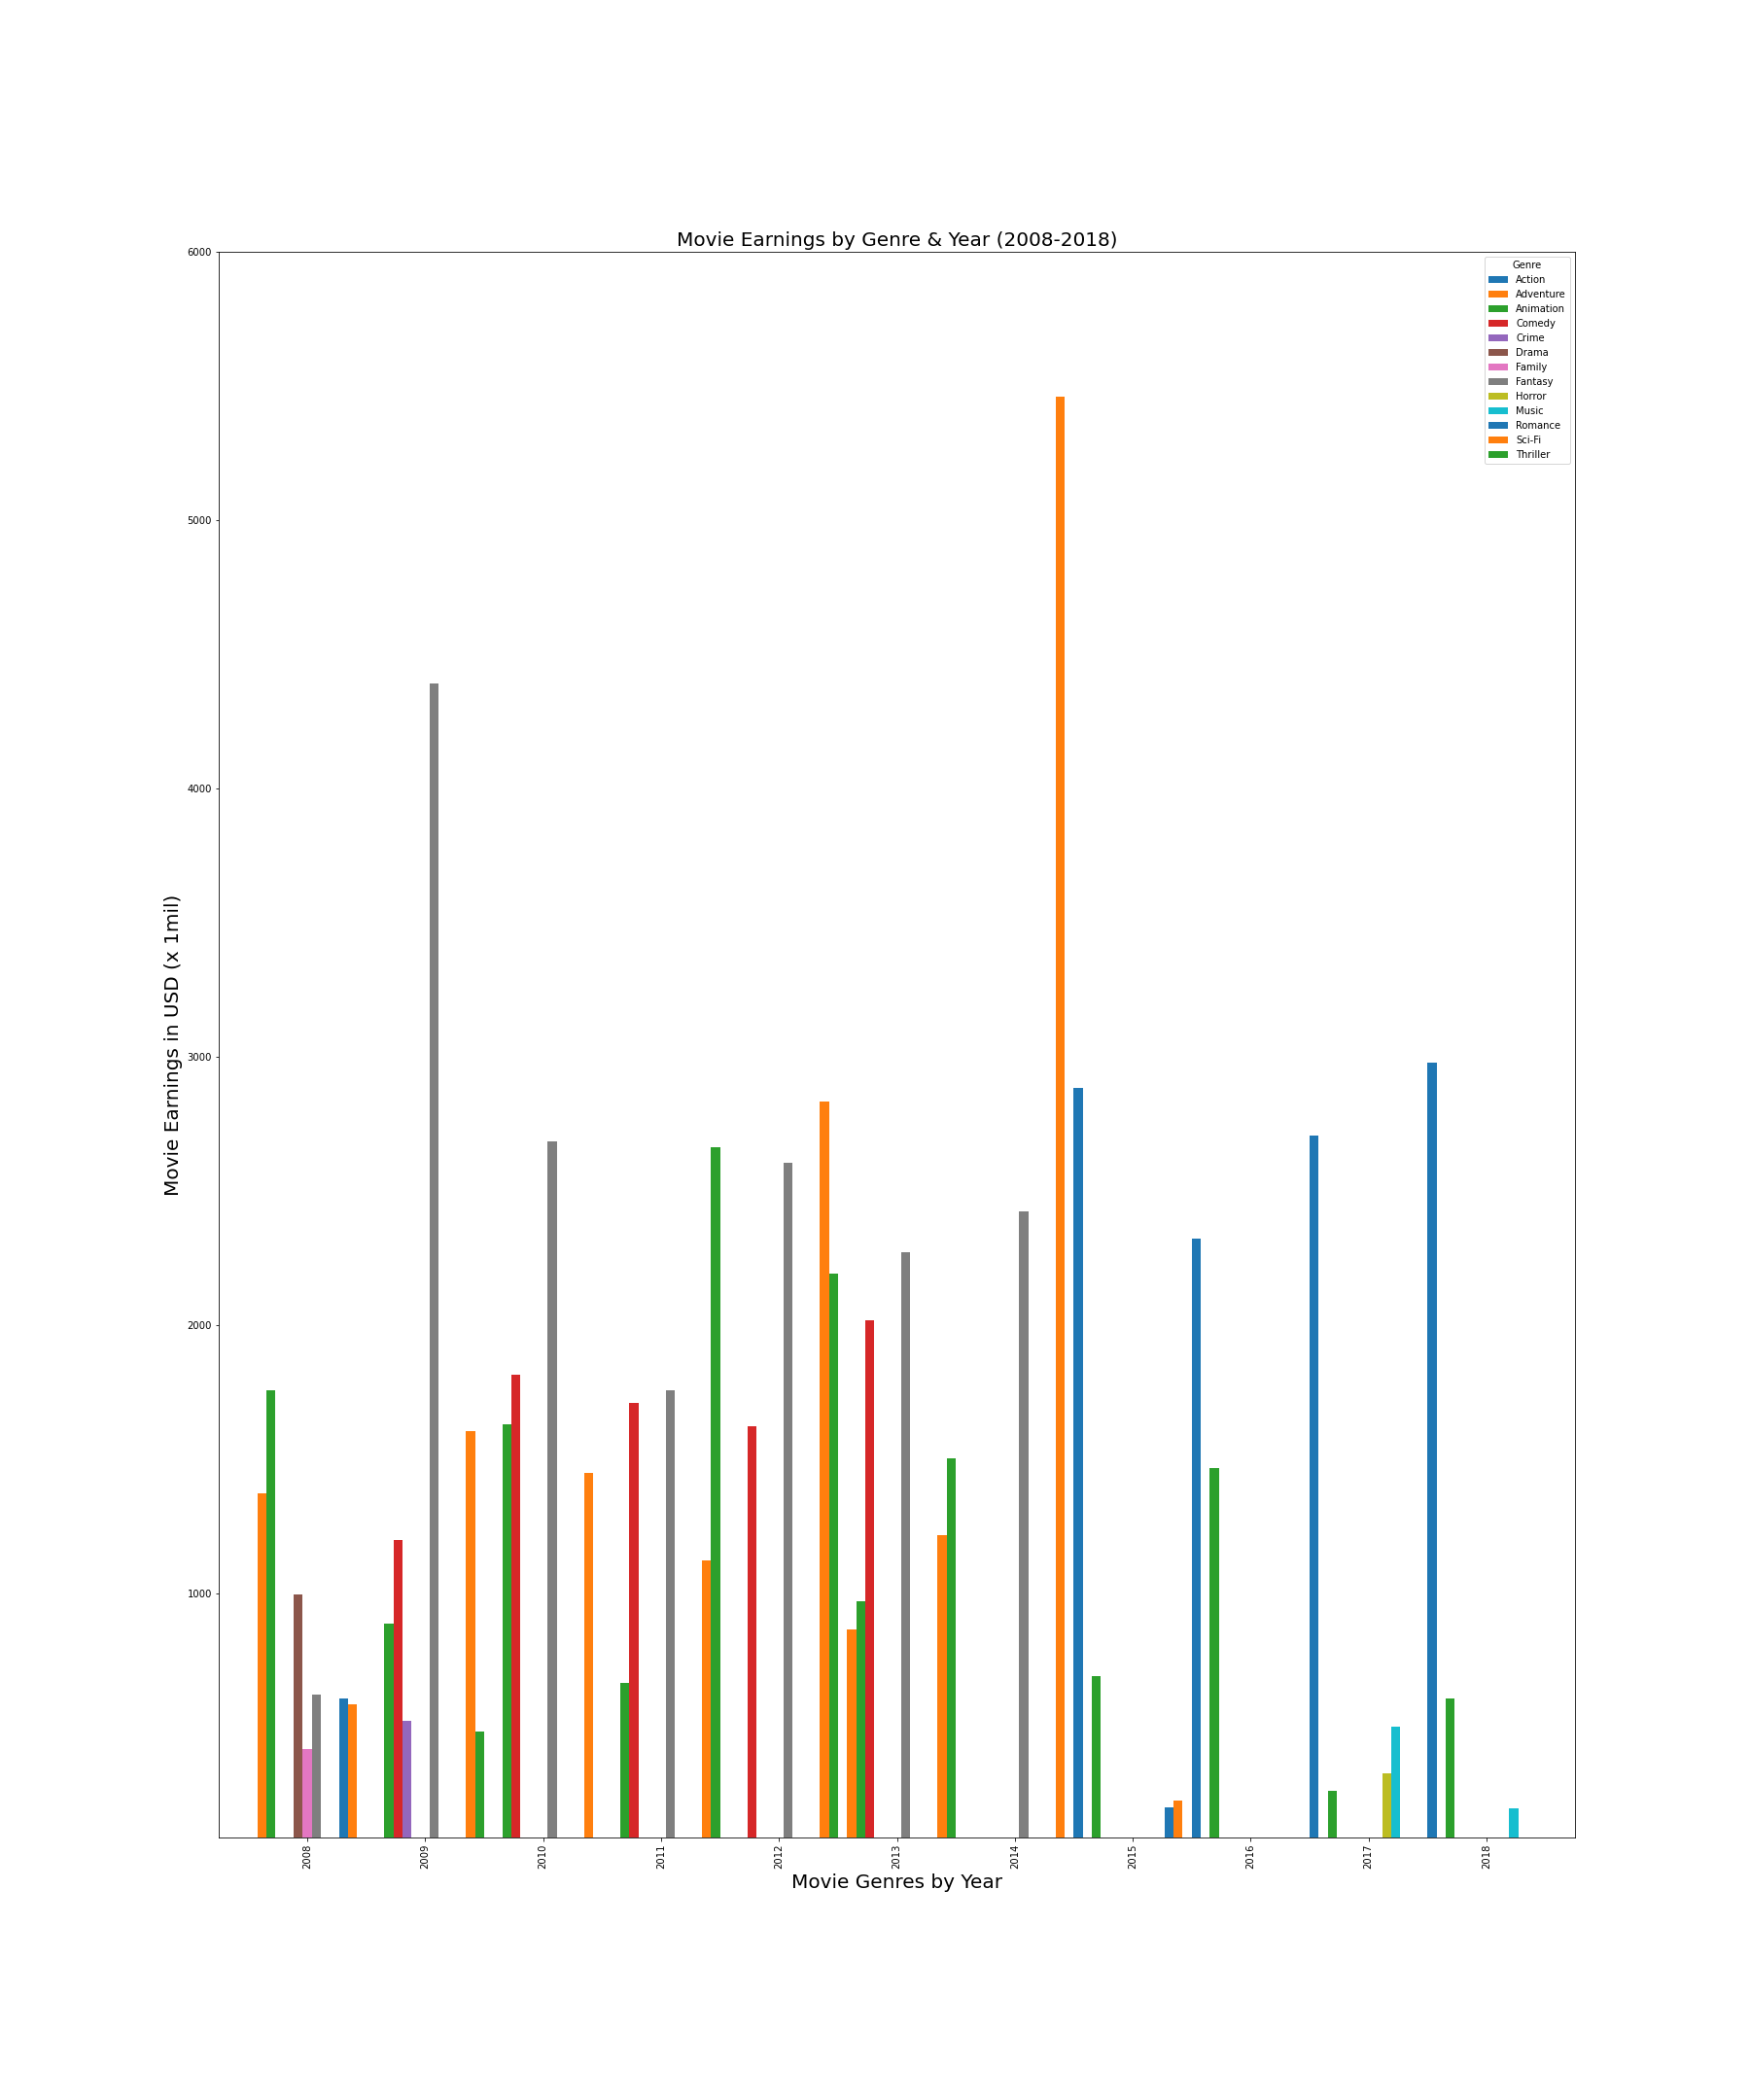 Movie Earnings by Genre & Year (2008-2018)
6000
5000
4000
3000
2000
1000
Movie Earnings in USD (x 1mil)
Genre
Action
Adventure
Animation
Comedy
Crime
Drama
Family
Fantasy
Horror
Music
Romance
Sci-Fi
Thriller
2008
2009
2010
2011
2012
2013
2014
2015
2016
2017
2018
Movie Genres by Year